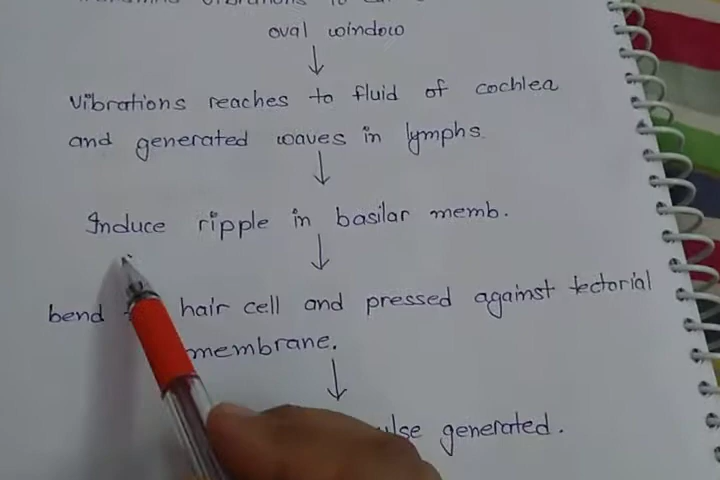 oval window
Vibrations reaches to fluid of cochlea
and generated waves in lymphs.
Induce ripple in basilar memb.
bend hair cell and pressed against tectorial
membrane.
generated.